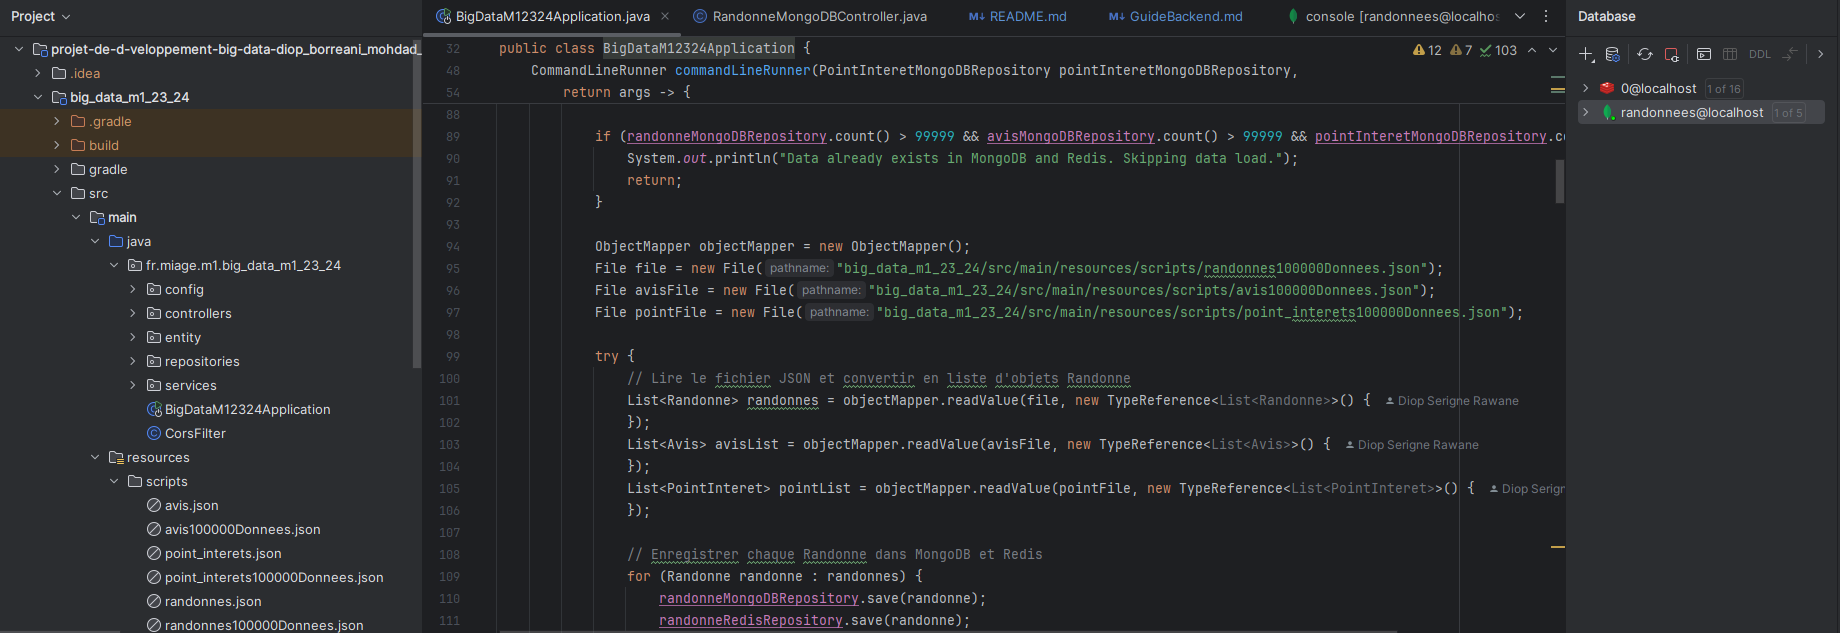 Project
projet-de-d-veloppement-big-data-diop_borreani_mohdad_
.idea
big_data_m1_23_24
.gradle
build
gradle
src
main
java
fr.miage.m1.big_data_m1_23_24
config
controllers
entity
repositories
services
BigDataM12324Application
CorsFilter
resources
scripts
avis.json
avis100000Donnees.json
point_interets.json
point_interets100000Donnees.json
randonnes.json
randonnes100000Donnees.json
BigDataM12324Application.java
RandonneMongoDBController.java
M↓ README.md
M↓ GuideBackend.md
console [randonnees@localhos
12 7 103
32 public class BigDataM12324Application {
48 CommandLineRunner commandLineRunner(PointInteretMongoDBRepository pointInteretMongoDBRepository,
54 return args -> {
88
89 if (randonneMongoDBRepository.count() > 99999 && avisMongoDBRepository.count() > 99999 && pointInteretMongoDBRepository.c
90 System.out.println("Data already exists in MongoDB and Redis. Skipping data load.");
91 return;
92 }
93
94 ObjectMapper objectMapper = new ObjectMapper();
95 File file = new File( pathname: "big_data_m1_23_24/src/main/resources/scripts/randonnes100000Donnees.json");
96 File avisFile = new File( pathname: "big_data_m1_23_24/src/main/resources/scripts/avis100000Donnees.json");
97 File pointFile = new File( pathname: "big_data_m1_23_24/src/main/resources/scripts/point_interets100000Donnees.json");
98
99 try {
100 // Lire le fichier JSON et convertir en liste d'objets Randonne
101 List<Randonne> randonnes = objectMapper.readValue(file, new TypeReference<List<Randonne>>() { Diop Serigne Rawane
102 });
103 List<Avis> avisList = objectMapper.readValue(avisFile, new TypeReference<List<Avis>>() { Diop Serigne Rawane
104 });
105 List<PointInteret> pointList = objectMapper.readValue(pointFile, new TypeReference<List<PointInteret>>() { Diop Serign
106 });
107
108 // Enregistrer chaque Randonne dans MongoDB et Redis
109 for (Randonne randonne : randonnes) {
110 randonneMongoDBRepository.save(randonne);
111 randonneRedisRepository.save(randonne);
Database
DDL
0@localhost 1 of 16
randonnees@localhost 1 of 5